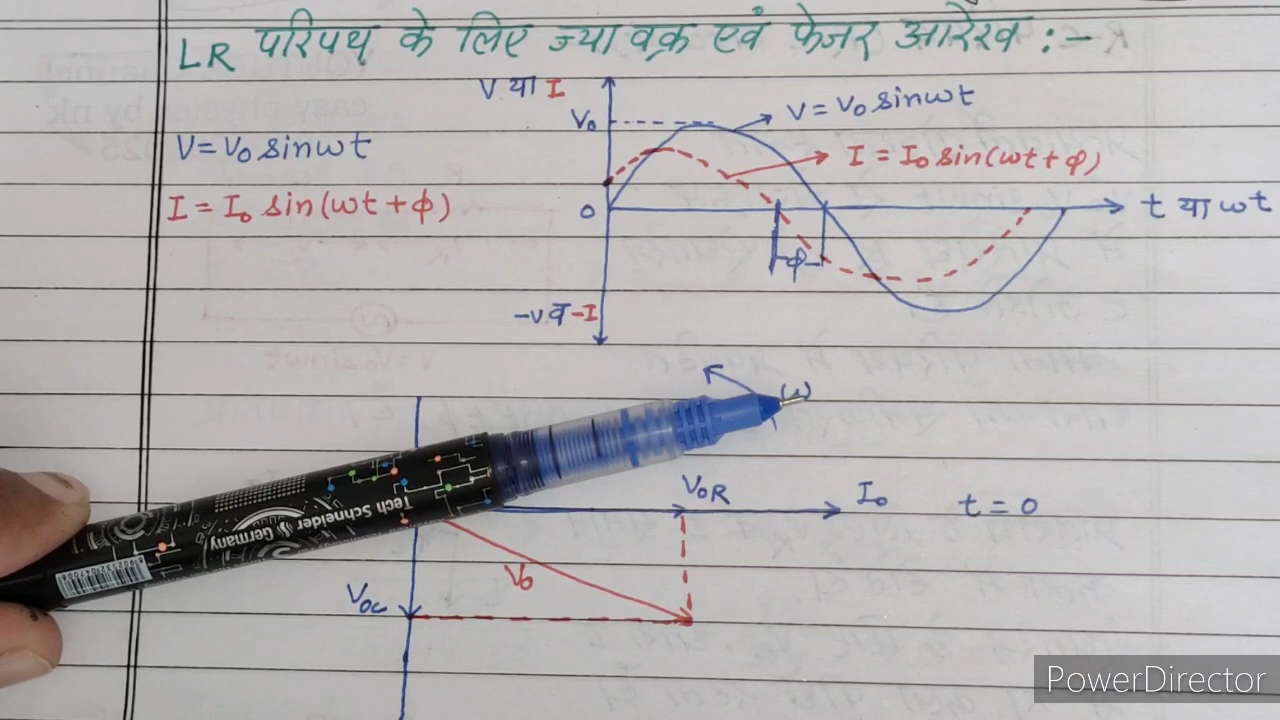 LR परिपथ के लिए ज्या वक्र एवं फेजर आरेख :-
V या I
V₀
V = V₀ sinωt
V = V₀ sinωt
I = I₀ sin(ωt + φ)
I = I₀ sin(ωt + φ)
0
t या ωt
φ
-V व -I
ω
V₀R
I₀
t = 0
V₀
V₀c
Tech Schneider
Germany
PowerDirector